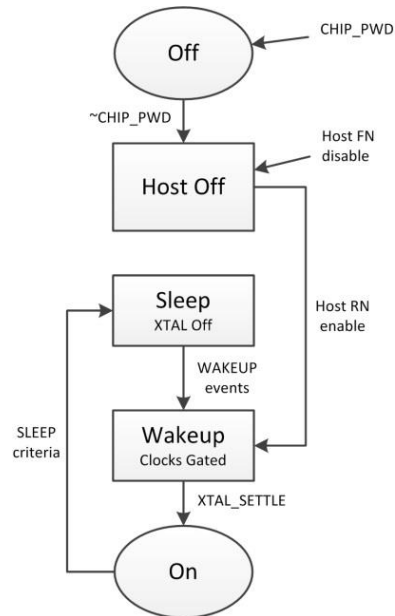 Off
CHIP_PWD
~CHIP_PWD
Host FN
disable
Host Off
Sleep
XTAL Off
Host RN
enable
WAKEUP
events
SLEEP
criteria
Wakeup
Clocks Gated
XTAL_SETTLE
On